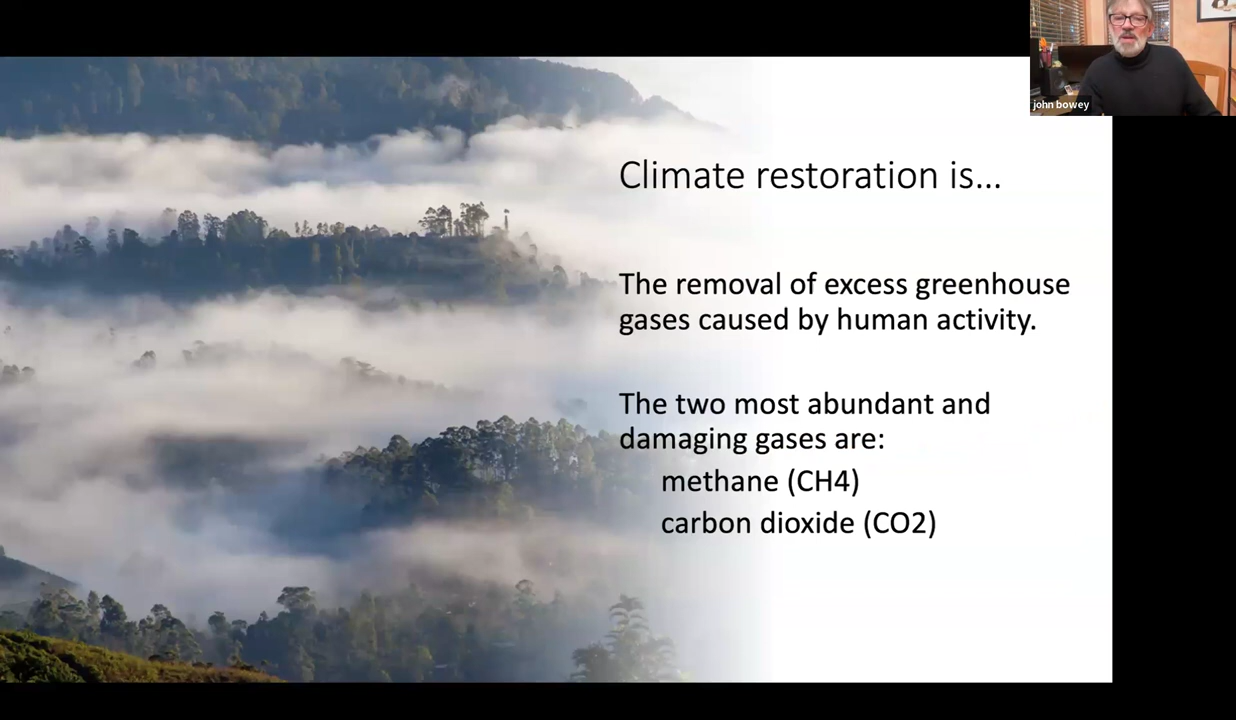 john bowey
Climate restoration is...
The removal of excess greenhouse
gases caused by human activity.
The two most abundant and
damaging gases are:
methane (CH4)
carbon dioxide (CO2)